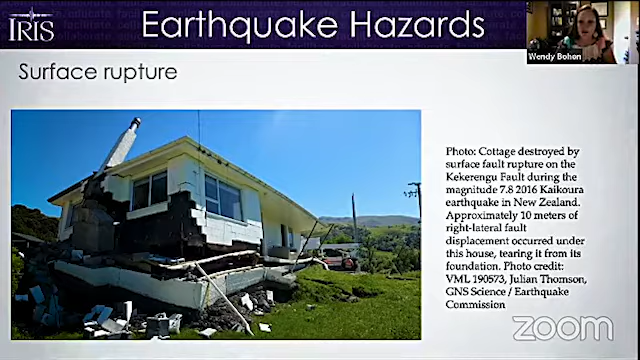 IRIS
Earthquake Hazards
Wendy Bohon
Surface rupture
Photo: Cottage destroyed by
surface fault rupture on the
Kekerengu Fault during the
magnitude 7.8 2016 Kaikoura
earthquake in New Zealand.
Approximately 10 meters of
right-lateral fault
displacement occurred under
this house, tearing it from its
foundation. Photo credit:
VML 190573, Julian Thomson,
GNS Science / Earthquake
Commission
zoom